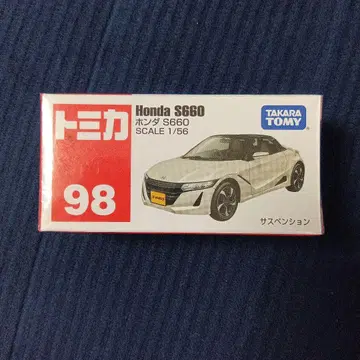 トミカ
98
Honda S660
ホンダ S660
SCALE 1/56
TAKARA
TOMY
サスペンション